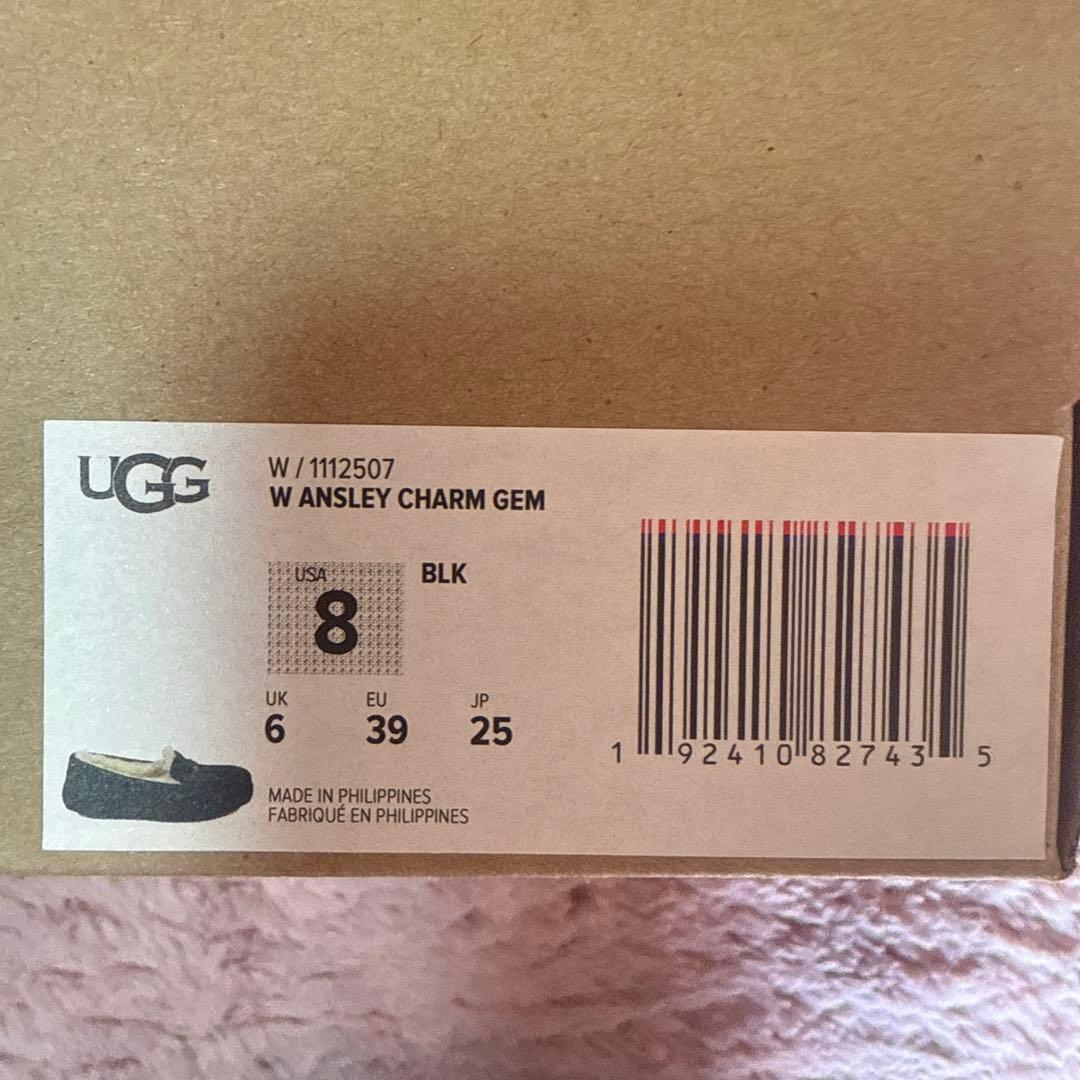 UGG
W / 1112507
W ANSLEY CHARM GEM
USA
8
BLK
UK EU JP
6 39 25
MADE IN PHILIPPINES
FABRIQUÉ EN PHILIPPINES
1 92410 82743 5